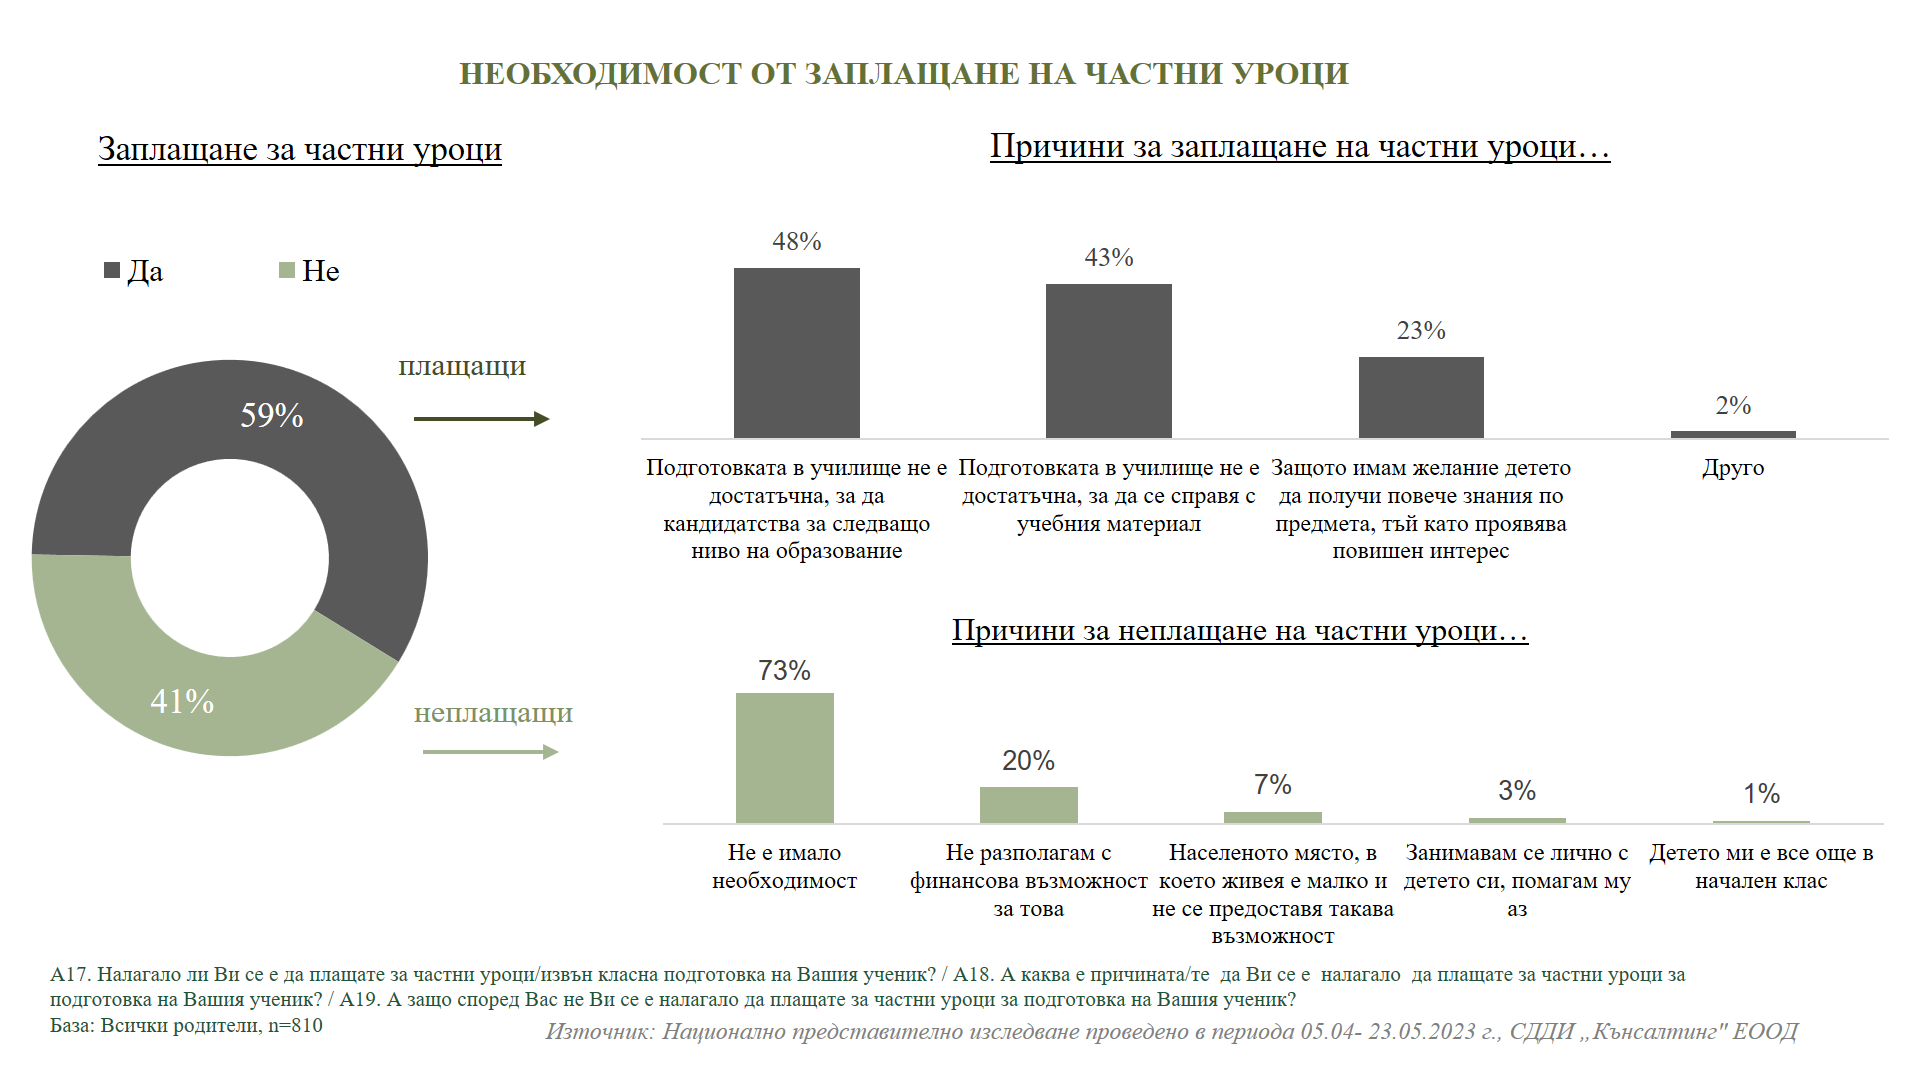 НЕОБХОДИМОСТ ОТ ЗАПЛАЩАНЕ НА ЧАСТНИ УРОЦИ
Заплащане за частни уроци
Да
Не
59%
41%
плащащи
неплащащи
Причини за заплащане на частни уроци…
48%
43%
23%
2%
Подготовката в училище не е
достатъчна, за да
кандидатства за следващо
ниво на образование
Подготовката в училище не е
достатъчна, за да се справя с
учебния материал
Защото имам желание детето
да получи повече знания по
предмета, тъй като проявява
повишен интерес
Друго
Причини за неплащане на частни уроци…
73%
20%
7%
3%
1%
Не е имало
необходимост
Не разполагам с
финансова възможност
за това
Населеното място, в
което живея е малко и
не се предоставя такава
възможност
Занимавам се лично с
детето си, помагам му
аз
Детето ми е все още в
начален клас
А17. Налагало ли Ви се е да плащате за частни уроци/извън класна подготовка на Вашия ученик? / А18. А каква е причината/те да Ви се е налагало да плащате за частни уроци за
подготовка на Вашия ученик? / А19. А защо според Вас не Ви се е налагало да плащате за частни уроци за подготовка на Вашия ученик?
База: Всички родители, n=810
Източник: Национално представително изследване проведено в периода 05.04- 23.05.2023 г., СДДИ „Кънсалтинг" ЕООД